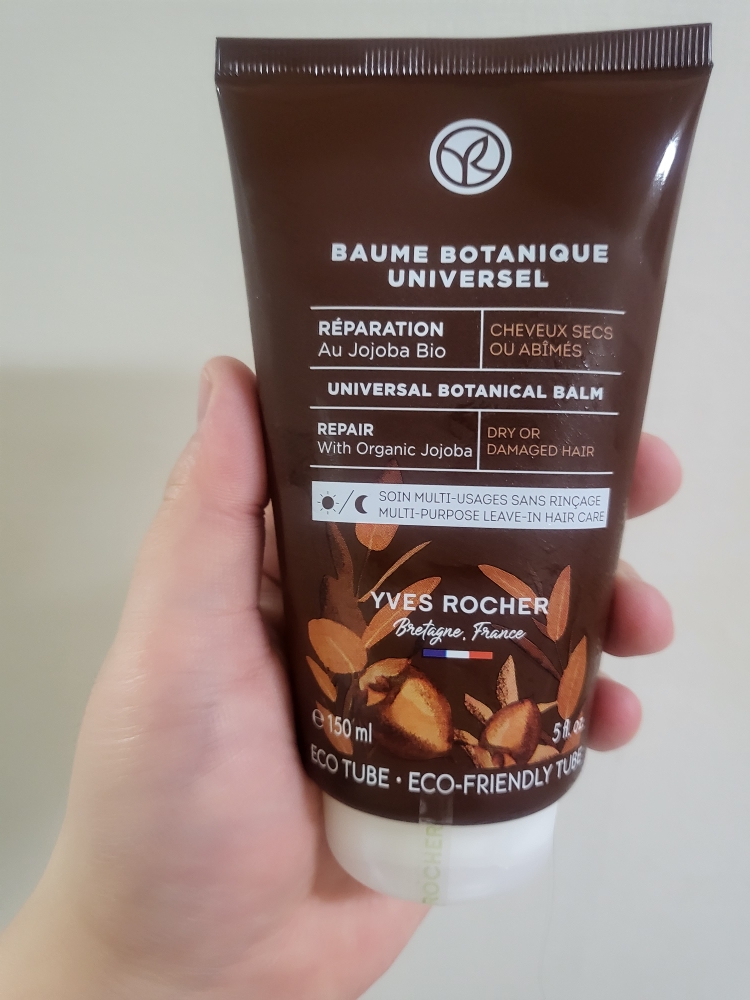 BAUME BOTANIQUE
UNIVERSEL
RÉPARATION
Au Jojoba Bio
CHEVEUX SECS
OU ABÎMÉS
UNIVERSAL BOTANICAL BALM
REPAIR
With Organic Jojoba
DRY OR
DAMAGED HAIR
SOIN MULTI-USAGES SANS RINÇAGE
MULTI-PURPOSE LEAVE-IN HAIR CARE
YVES ROCHER
Bretagne, France
℮ 150 ml
5 fl. oz.
ECO TUBE • ECO-FRIENDLY TUBE
ROCHER